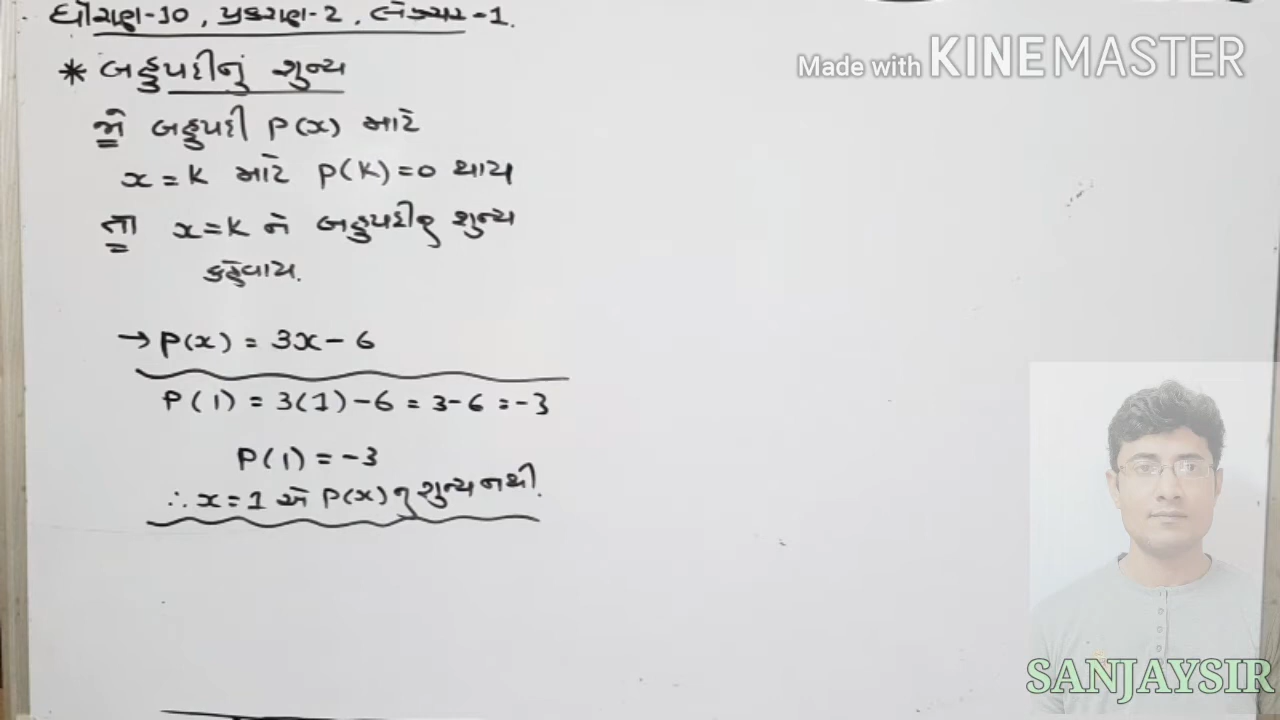 ધોરણ-10, પ્રકરણ-2, લેક્ચર-1.
Made with KINEMASTER
* બહુપદીનું શુન્ય
જો બહુપદી P(x) માટે
x = K માટે P(K) = 0 થાય
તો x = K ને બહુપદીનુ શુન્ય
કહેવાય.
→ P(x) = 3x - 6
P(1) = 3(1) - 6 = 3 - 6 = -3
P(1) = -3
∴ x = 1 એ P(x) નુ શુન્ય નથી.
SANJAYSIR